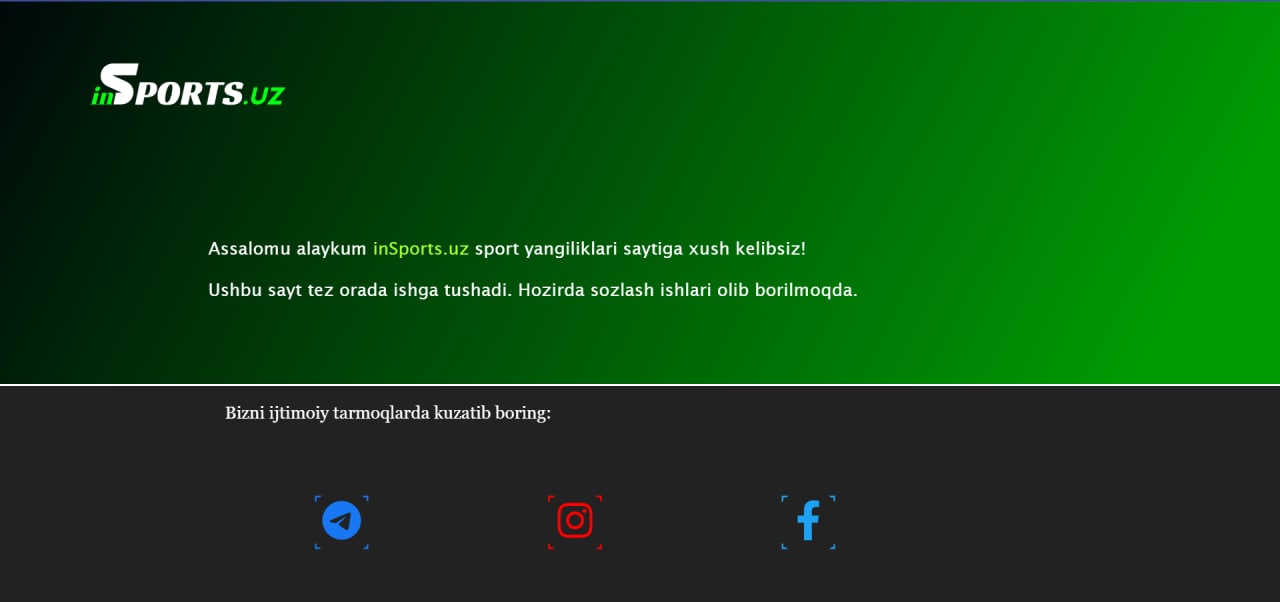 inSPORTS.UZ
Assalomu alaykum inSports.uz sport yangiliklari saytiga xush kelibsiz!
Ushbu sayt tez orada ishga tushadi. Hozirda sozlash ishlari olib borilmoqda.
Bizni ijtimoiy tarmoqlarda kuzatib boring: